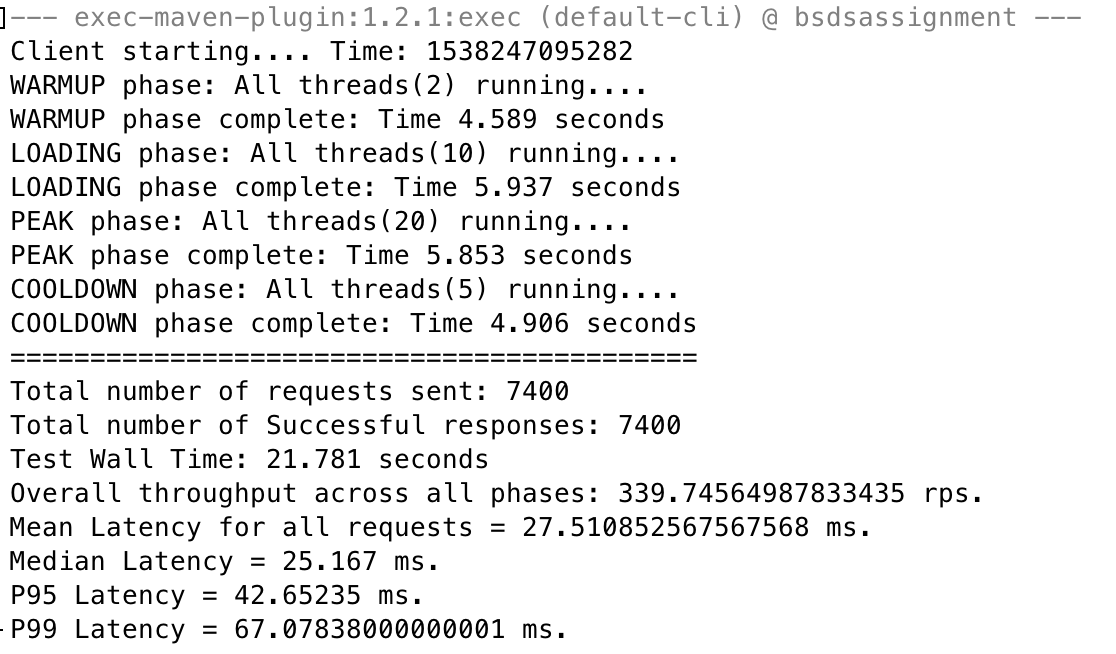 --- exec-maven-plugin:1.2.1:exec (default-cli) @ bsdsassignment ---
Client starting.... Time: 1538247095282
WARMUP phase: All threads(2) running....
WARMUP phase complete: Time 4.589 seconds
LOADING phase: All threads(10) running....
LOADING phase complete: Time 5.937 seconds
PEAK phase: All threads(20) running....
PEAK phase complete: Time 5.853 seconds
COOLDOWN phase: All threads(5) running....
COOLDOWN phase complete: Time 4.906 seconds
===========================================
Total number of requests sent: 7400
Total number of Successful responses: 7400
Test Wall Time: 21.781 seconds
Overall throughput across all phases: 339.74564987833435 rps.
Mean Latency for all requests = 27.510852567567568 ms.
Median Latency = 25.167 ms.
P95 Latency = 42.65235 ms.
P99 Latency = 67.07838000000001 ms.